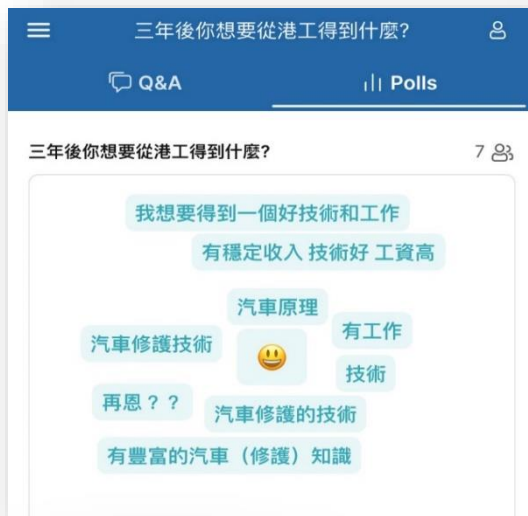 三年後你想要從港工得到什麼?
Q&A
Polls
三年後你想要從港工得到什麼?
7
我想要得到一個好技術和工作
有穩定收入 技術好 工資高
汽車原理
有工作
汽車修護技術
😃
技術
再恩？？
汽車修護的技術
有豐富的汽車（修護）知識